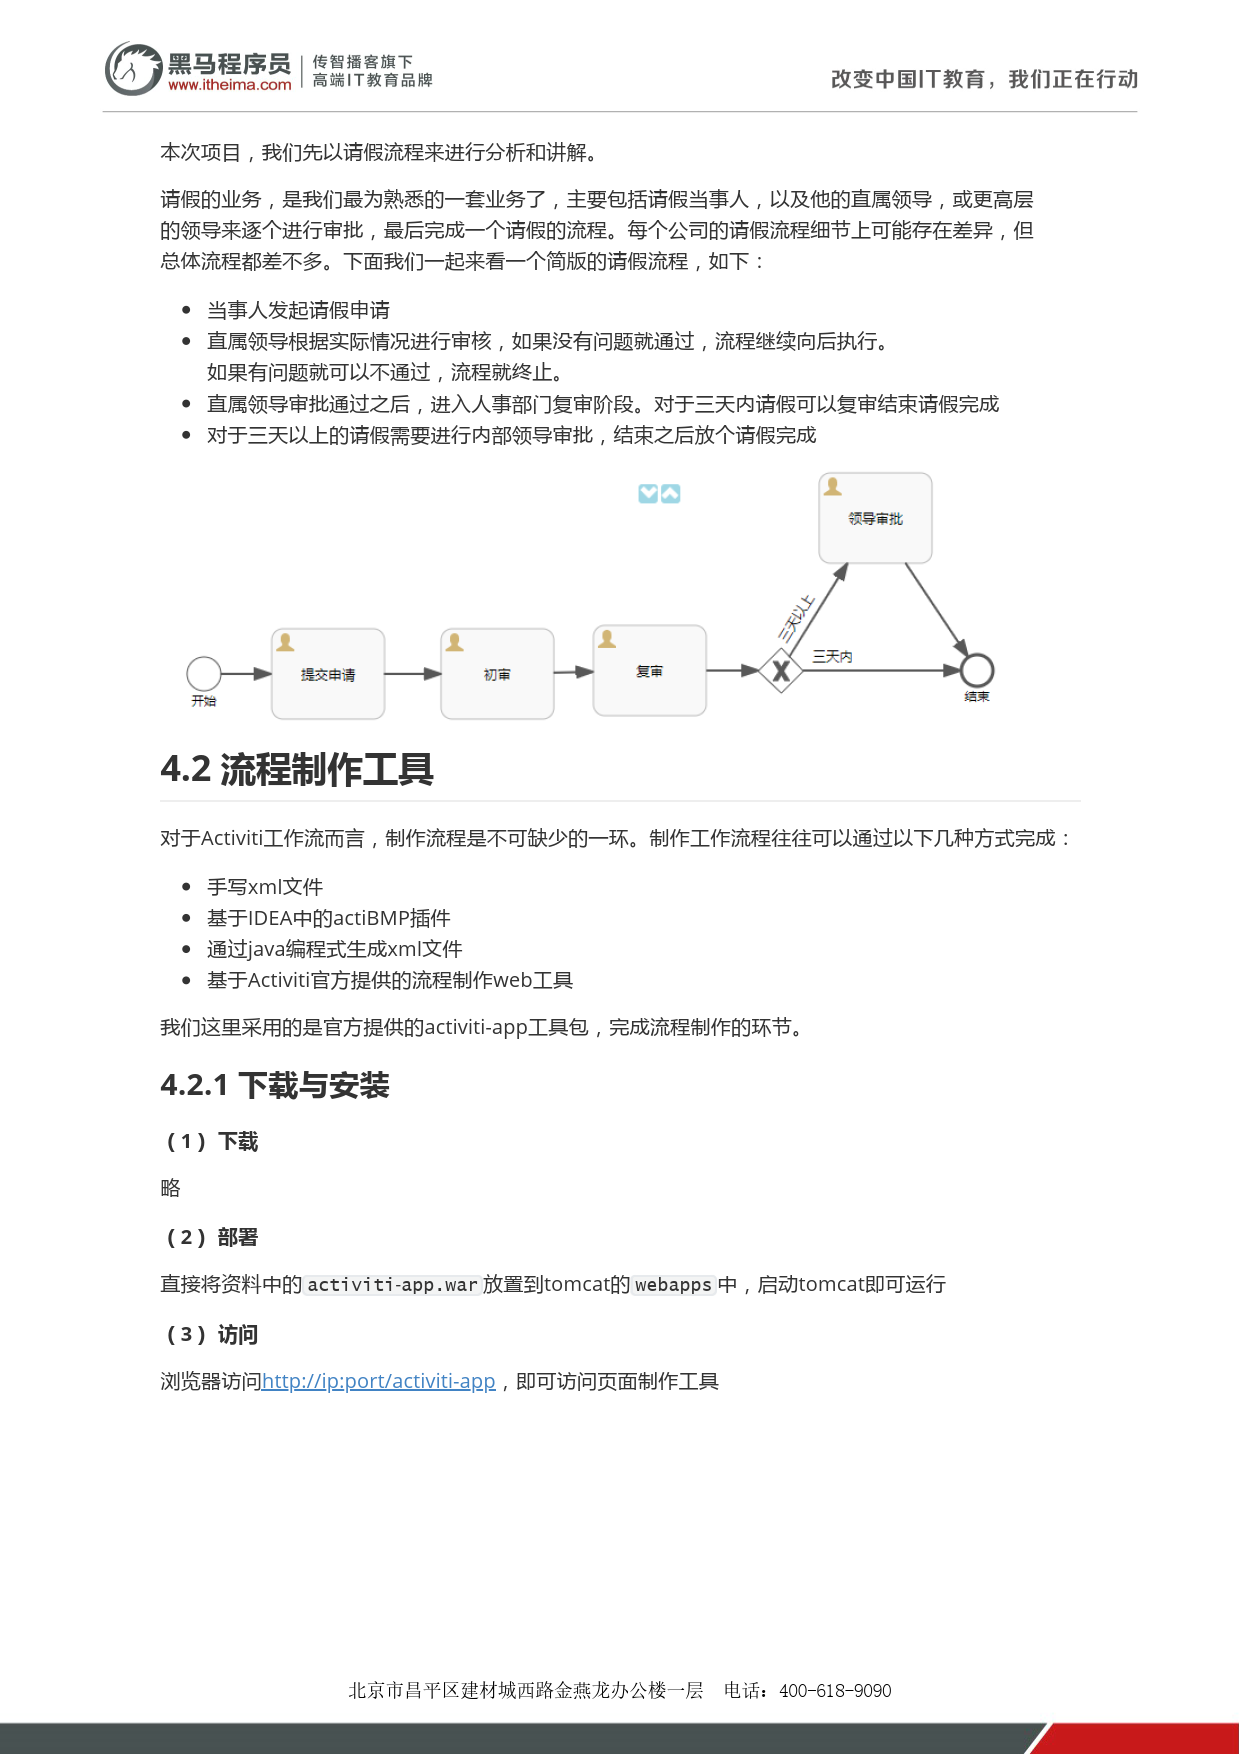 黑马程序员
www.itheima.com
传智播客旗下
高端IT教育品牌
改变中国IT教育，我们正在行动
本次项目，我们先以请假流程来进行分析和讲解。
请假的业务，是我们最为熟悉的一套业务了，主要包括请假当事人，以及他的直属领导，或更高层
的领导来逐个进行审批，最后完成一个请假的流程。每个公司的请假流程细节上可能存在差异，但
总体流程都差不多。下面我们一起来看一个简版的请假流程，如下：
• 当事人发起请假申请
• 直属领导根据实际情况进行审核，如果没有问题就通过，流程继续向后执行。
如果有问题就可以不通过，流程就终止。
• 直属领导审批通过之后，进入人事部门复审阶段。对于三天内请假可以复审结束请假完成
• 对于三天以上的请假需要进行内部领导审批，结束之后放个请假完成
领导审批
三天以上
三天内
开始
提交申请
初审
复审
结束
4.2 流程制作工具
对于Activiti工作流而言，制作流程是不可缺少的一环。制作工作流程往往可以通过以下几种方式完成：
• 手写xml文件
• 基于IDEA中的actiBMP插件
• 通过java编程式生成xml文件
• 基于Activiti官方提供的流程制作web工具
我们这里采用的是官方提供的activiti-app工具包，完成流程制作的环节。
4.2.1 下载与安装
（1） 下载
略
（2） 部署
直接将资料中的activiti-app.war放置到tomcat的webapps中，启动tomcat即可运行
（3） 访问
浏览器访问http://ip:port/activiti-app，即可访问页面制作工具
北京市昌平区建材城西路金燕龙办公楼一层 电话：400-618-9090